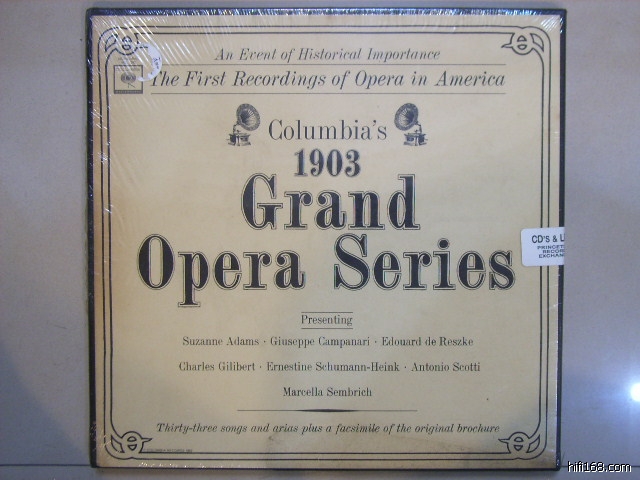 An Event of Historical Importance
The First Recordings of Opera in America
Columbia's
1903
Grand
Opera Series
CD'S & L
PRINCE
RECOR
EXCHAN
Presenting
Suzanne Adams · Giuseppe Campanari · Edouard de Reszke
Charles Gilibert · Ernestine Schumann-Heink · Antonio Scotti
Marcella Sembrich
Thirty-three songs and arias plus a facsimile of the original brochure
hifi168.com